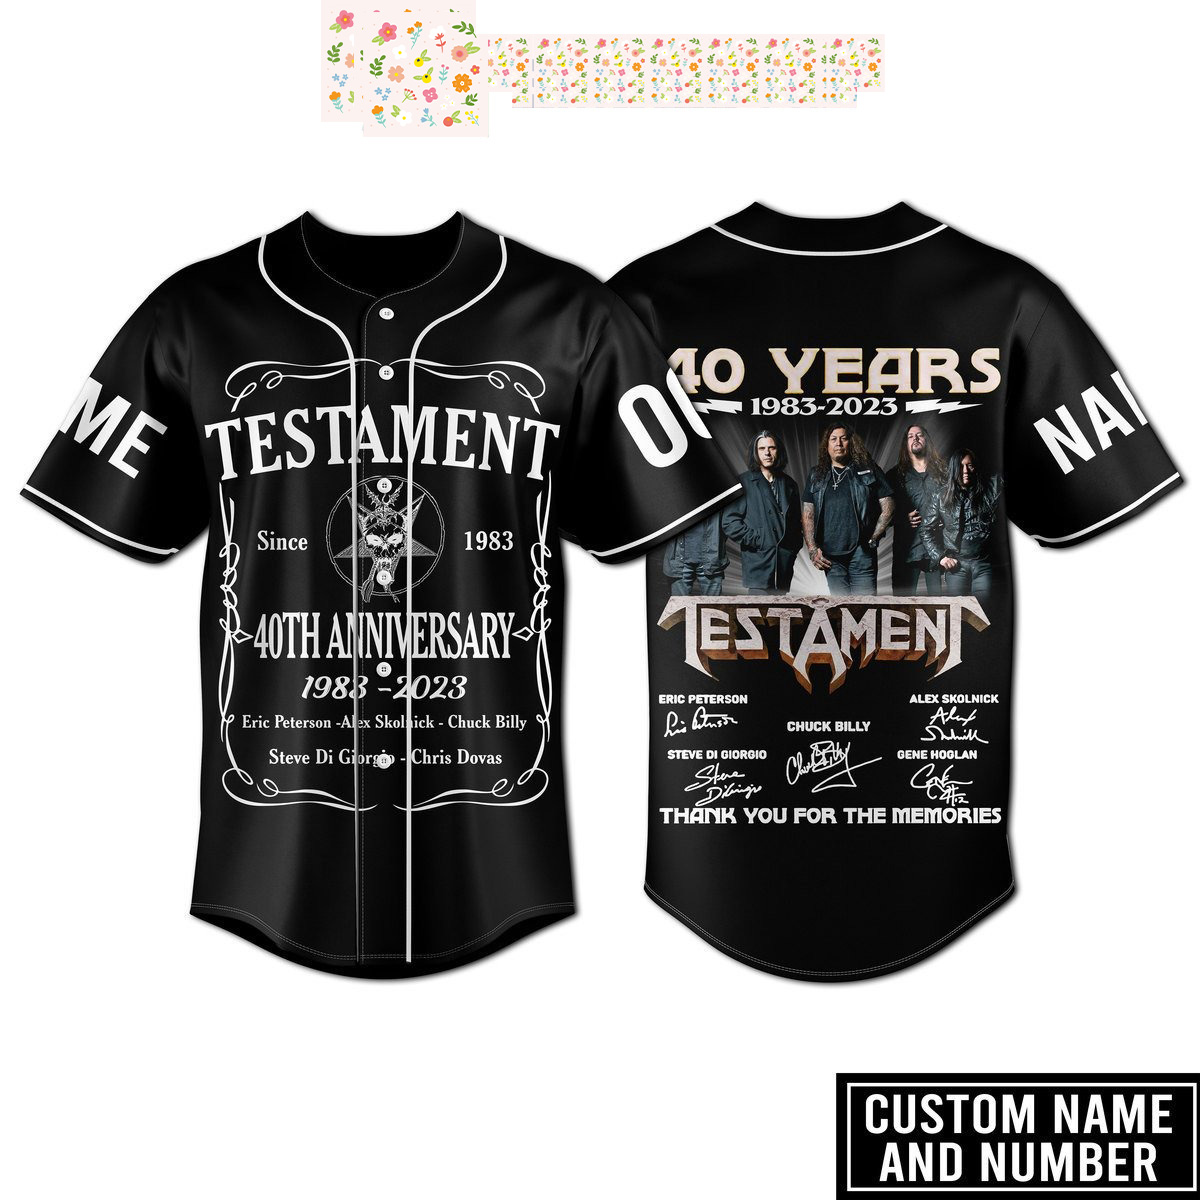 ME
TESTAMENT
Since 1983
40TH ANNIVERSARY
1983 -2023
Eric Peterson -Alex Skolnick - Chuck Billy
Steve Di Giorgio - Chris Dovas
40 YEARS
1983-2023
NA
TESTAMENT
ERIC PETERSON
ALEX SKOLNICK
CHUCK BILLY
STEVE DI GIORGIO
GENE HOGLAN
THANK YOU FOR THE MEMORIES
CUSTOM NAME
AND NUMBER